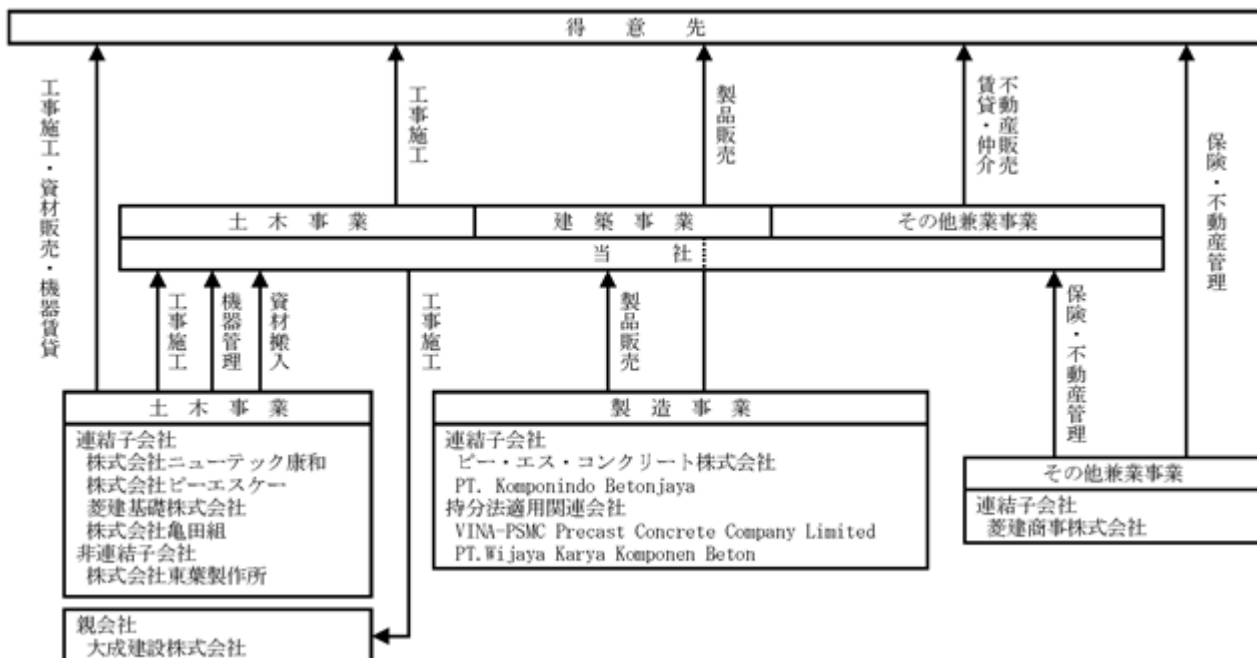 得意先
工事施工・資材販売・機器賃貸
工事施工
製品販売
不動産販売
賃貸・仲介
保険・不動産管理
土木事業
建築事業
その他兼業事業
当社
工事施工
機器管理
資材搬入
工事施工
製品販売
保険・不動産管理
土木事業
連結子会社
株式会社ニューテック康和
株式会社ピーエスケー
菱建基礎株式会社
株式会社亀田組
非連結子会社
株式会社東葉製作所
製造事業
連結子会社
ピー・エス・コンクリート株式会社
PT. Komponindo Betonjaya
持分法適用関連会社
VINA-PSMC Precast Concrete Company Limited
PT.Wijaya Karya Komponen Beton
その他兼業事業
連結子会社
菱建商事株式会社
親会社
大成建設株式会社